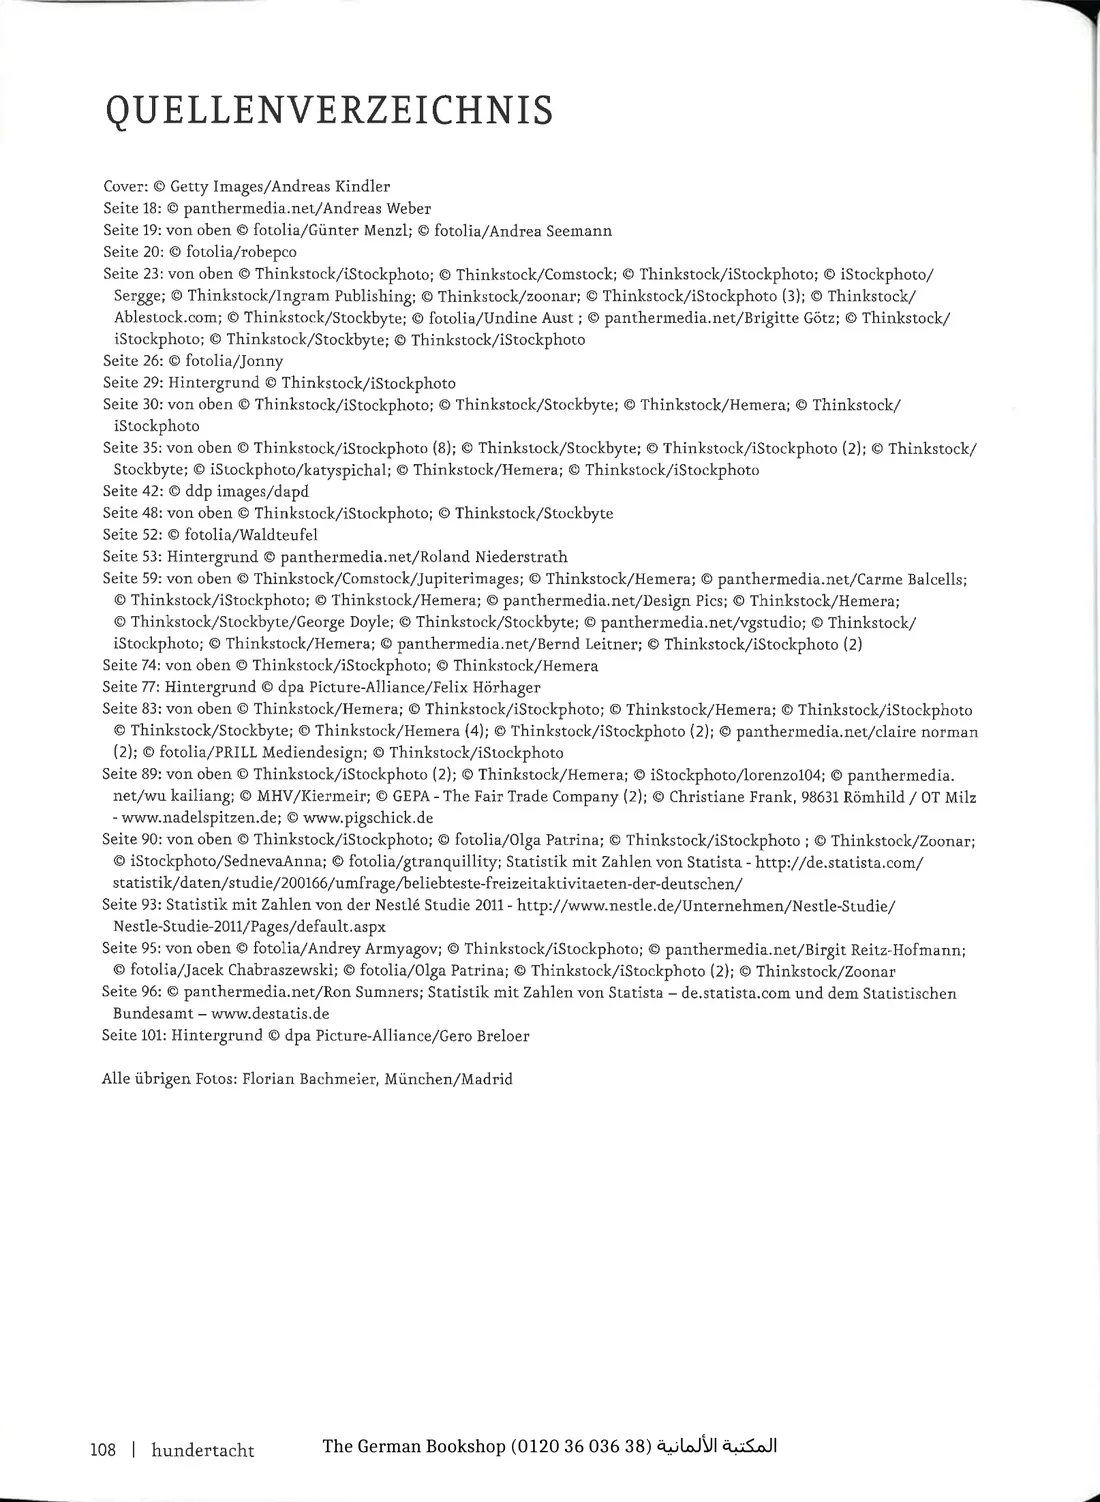 QUELLENVERZEICHNIS
Cover: © Getty Images/Andreas Kindler
Seite 18: © panthermedia.net/Andreas Weber
Seite 19: von oben © fotolia/Günter Menzl; © fotolia/Andrea Seemann
Seite 20: © fotolia/robepco
Seite 23: von oben © Thinkstock/iStockphoto; © Thinkstock/Comstock; © Thinkstock/iStockphoto; © iStockphoto/
Sergge; © Thinkstock/Ingram Publishing; © Thinkstock/zoonar; © Thinkstock/iStockphoto (3); © Thinkstock/
Ablestock.com; © Thinkstock/Stockbyte; © fotolia/Undine Aust ; © panthermedia.net/Brigitte Götz; © Thinkstock/
iStockphoto; © Thinkstock/Stockbyte; © Thinkstock/iStockphoto
Seite 26: © fotolia/Jonny
Seite 29: Hintergrund © Thinkstock/iStockphoto
Seite 30: von oben © Thinkstock/iStockphoto; © Thinkstock/Stockbyte; © Thinkstock/Hemera; © Thinkstock/
iStockphoto
Seite 35: von oben © Thinkstock/iStockphoto (8); © Thinkstock/Stockbyte; © Thinkstock/iStockphoto (2); © Thinkstock/
Stockbyte; © iStockphoto/katyspichal; © Thinkstock/Hemera; © Thinkstock/iStockphoto
Seite 42: © ddp images/dapd
Seite 48: von oben © Thinkstock/iStockphoto; © Thinkstock/Stockbyte
Seite 52: © fotolia/Waldteufel
Seite 53: Hintergrund © panthermedia.net/Roland Niederstrath
Seite 59: von oben © Thinkstock/Comstock/Jupiterimages; © Thinkstock/Hemera; © panthermedia.net/Carme Balcells;
© Thinkstock/iStockphoto; © Thinkstock/Hemera; © panthermedia.net/Design Pics; © Thinkstock/Hemera;
© Thinkstock/Stockbyte/George Doyle; © Thinkstock/Stockbyte; © panthermedia.net/vgstudio; © Thinkstock/
iStockphoto; © Thinkstock/Hemera; © panthermedia.net/Bernd Leitner; © Thinkstock/iStockphoto (2)
Seite 74: von oben © Thinkstock/iStockphoto; © Thinkstock/Hemera
Seite 77: Hintergrund © dpa Picture-Alliance/Felix Hörhager
Seite 83: von oben © Thinkstock/Hemera; © Thinkstock/iStockphoto; © Thinkstock/Hemera; © Thinkstock/iStockphoto
© Thinkstock/Stockbyte; © Thinkstock/Hemera (4); © Thinkstock/iStockphoto (2); © panthermedia.net/claire norman
(2); © fotolia/PRILL Mediendesign; © Thinkstock/iStockphoto
Seite 89: von oben © Thinkstock/iStockphoto (2); © Thinkstock/Hemera; © iStockphoto/lorenzo104; © panthermedia.
net/wu kailiang; © MHV/Kiermeir; © GEPA - The Fair Trade Company (2); © Christiane Frank, 98631 Römhild / OT Milz
- www.nadelspitzen.de; © www.pigschick.de
Seite 90: von oben © Thinkstock/iStockphoto; © fotolia/Olga Patrina; © Thinkstock/iStockphoto ; © Thinkstock/Zoonar;
© iStockphoto/SednevaAnna; © fotolia/gtranquillity; Statistik mit Zahlen von Statista - http://de.statista.com/
statistik/daten/studie/200166/umfrage/beliebteste-freizeitaktivitaeten-der-deutschen/
Seite 93: Statistik mit Zahlen von der Nestlé Studie 2011 - http://www.nestle.de/Unternehmen/Nestle-Studie/
Nestle-Studie-2011/Pages/default.aspx
Seite 95: von oben © fotolia/Andrey Armyagov; © Thinkstock/iStockphoto; © panthermedia.net/Birgit Reitz-Hofmann;
© fotolia/Jacek Chabraszewski; © fotolia/Olga Patrina; © Thinkstock/iStockphoto (2); © Thinkstock/Zoonar
Seite 96: © panthermedia.net/Ron Sumners; Statistik mit Zahlen von Statista – de.statista.com und dem Statistischen
Bundesamt – www.destatis.de
Seite 101: Hintergrund © dpa Picture-Alliance/Gero Breloer
Alle übrigen Fotos: Florian Bachmeier, München/Madrid
108 | hundertacht
The German Bookshop (0120 36 036 38) المكتبة الألمانية